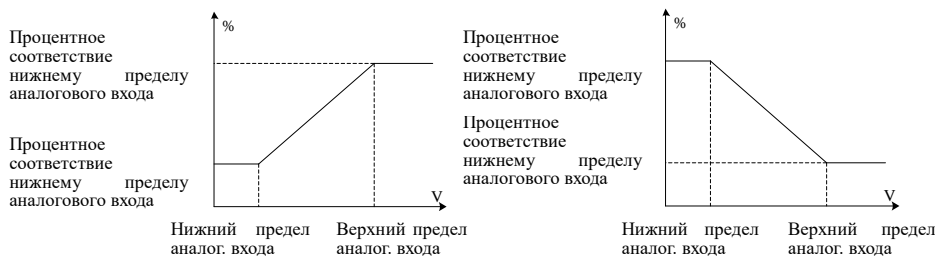 %
Процентное
соответствие
нижнему пределу
аналогового входа
Процентное
соответствие
нижнему пределу
аналогового входа
V
Нижний предел
аналог. входа
Верхний предел
аналог. входа
%
Процентное
соответствие
нижнему пределу
аналогового входа
Процентное
соответствие
нижнему пределу
аналогового входа
V
Нижний предел
аналог. входа
Верхний предел
аналог. входа